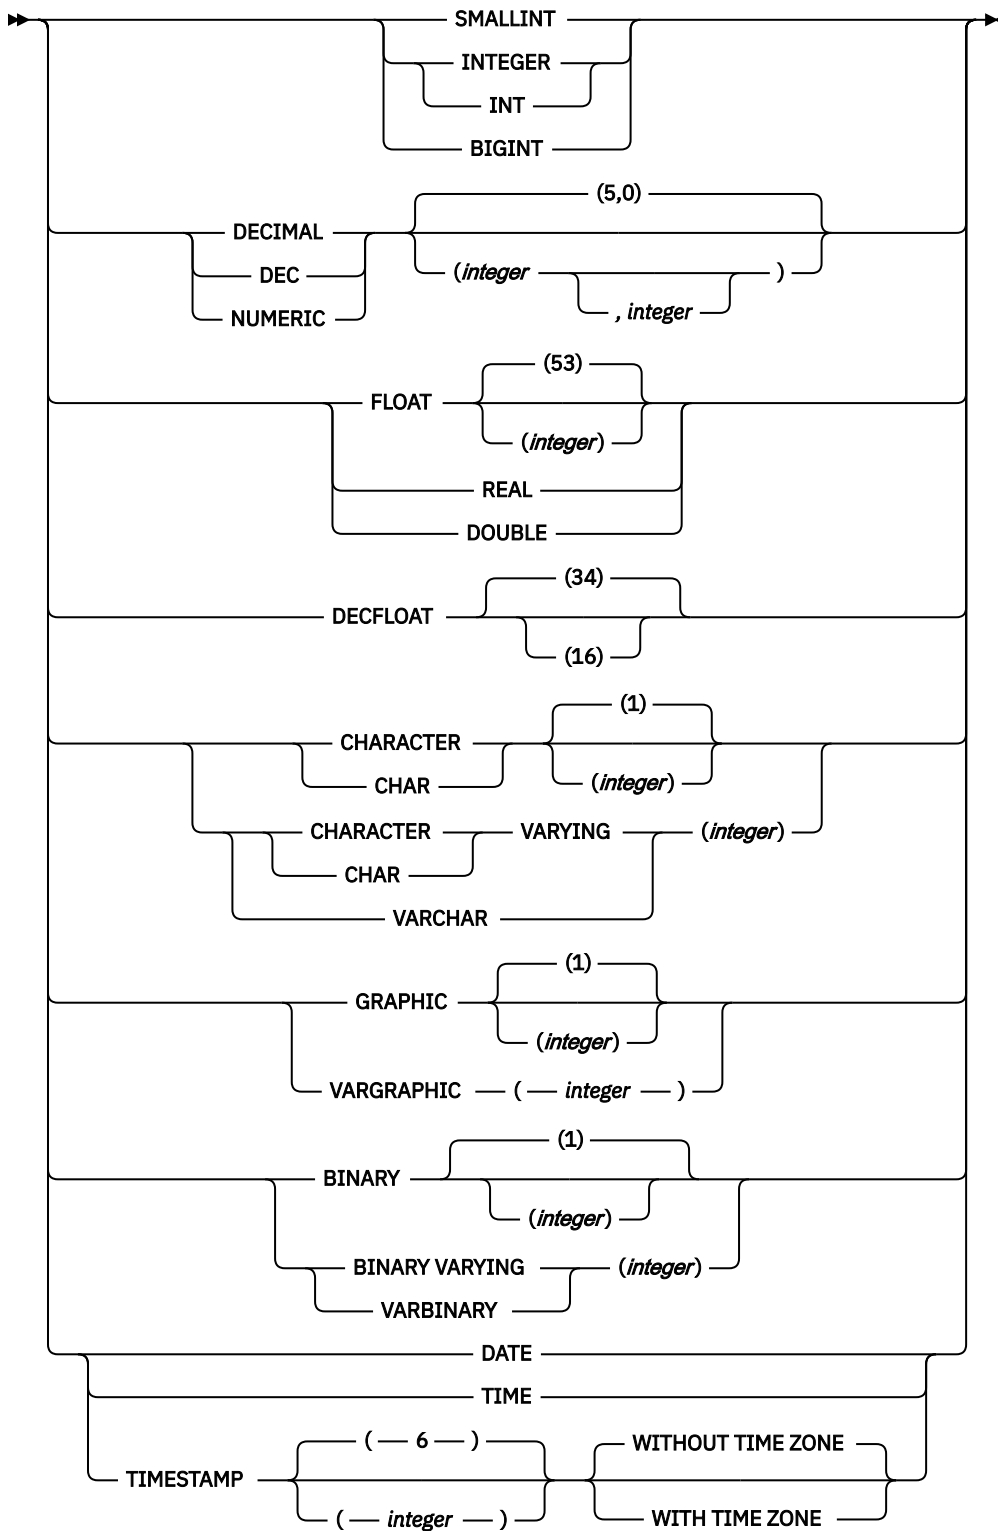 SMALLINT
INTEGER
INT
BIGINT
(5,0)
DECIMAL
DEC
(integer )
NUMERIC
, integer
(53)
FLOAT
(integer)
REAL
DOUBLE
(34)
DECFLOAT
(16)
(1)
CHARACTER
CHAR
(integer)
CHARACTER VARYING (integer)
CHAR
VARCHAR
(1)
GRAPHIC
(integer)
VARGRAPHIC ( integer )
(1)
BINARY
(integer)
BINARY VARYING (integer)
VARBINARY
DATE
TIME
( 6 ) WITHOUT TIME ZONE
TIMESTAMP
( integer ) WITH TIME ZONE